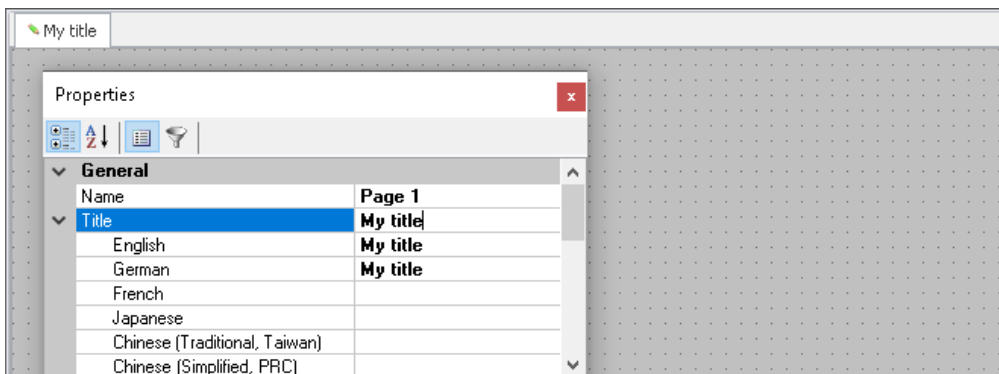 My title
Properties
General
Name Page 1
Title My title
English My title
German My title
French
Japanese
Chinese (Traditional, Taiwan)
Chinese (Simplified, PRC)